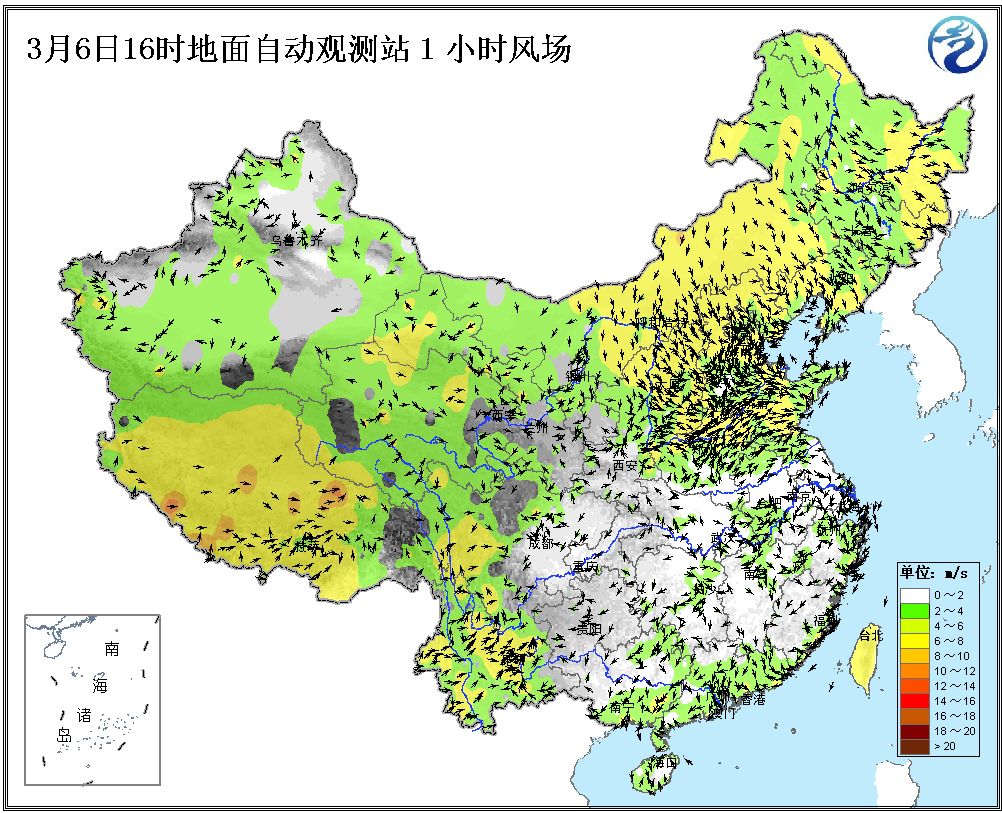 3月6日16时地面自动观测站1小时风场
哈尔滨
乌鲁木齐
呼和浩特
银川
西宁
兰州
西安
南京
杭州
成都
武汉
重庆
南昌
贵阳
福州
台北
拉萨
南宁
香港
澳门
海口
南
海
诸
岛
单位: m/s
0～2
2～4
4～6
6～8
8～10
10～12
12～14
14～16
16～18
18～20
>20